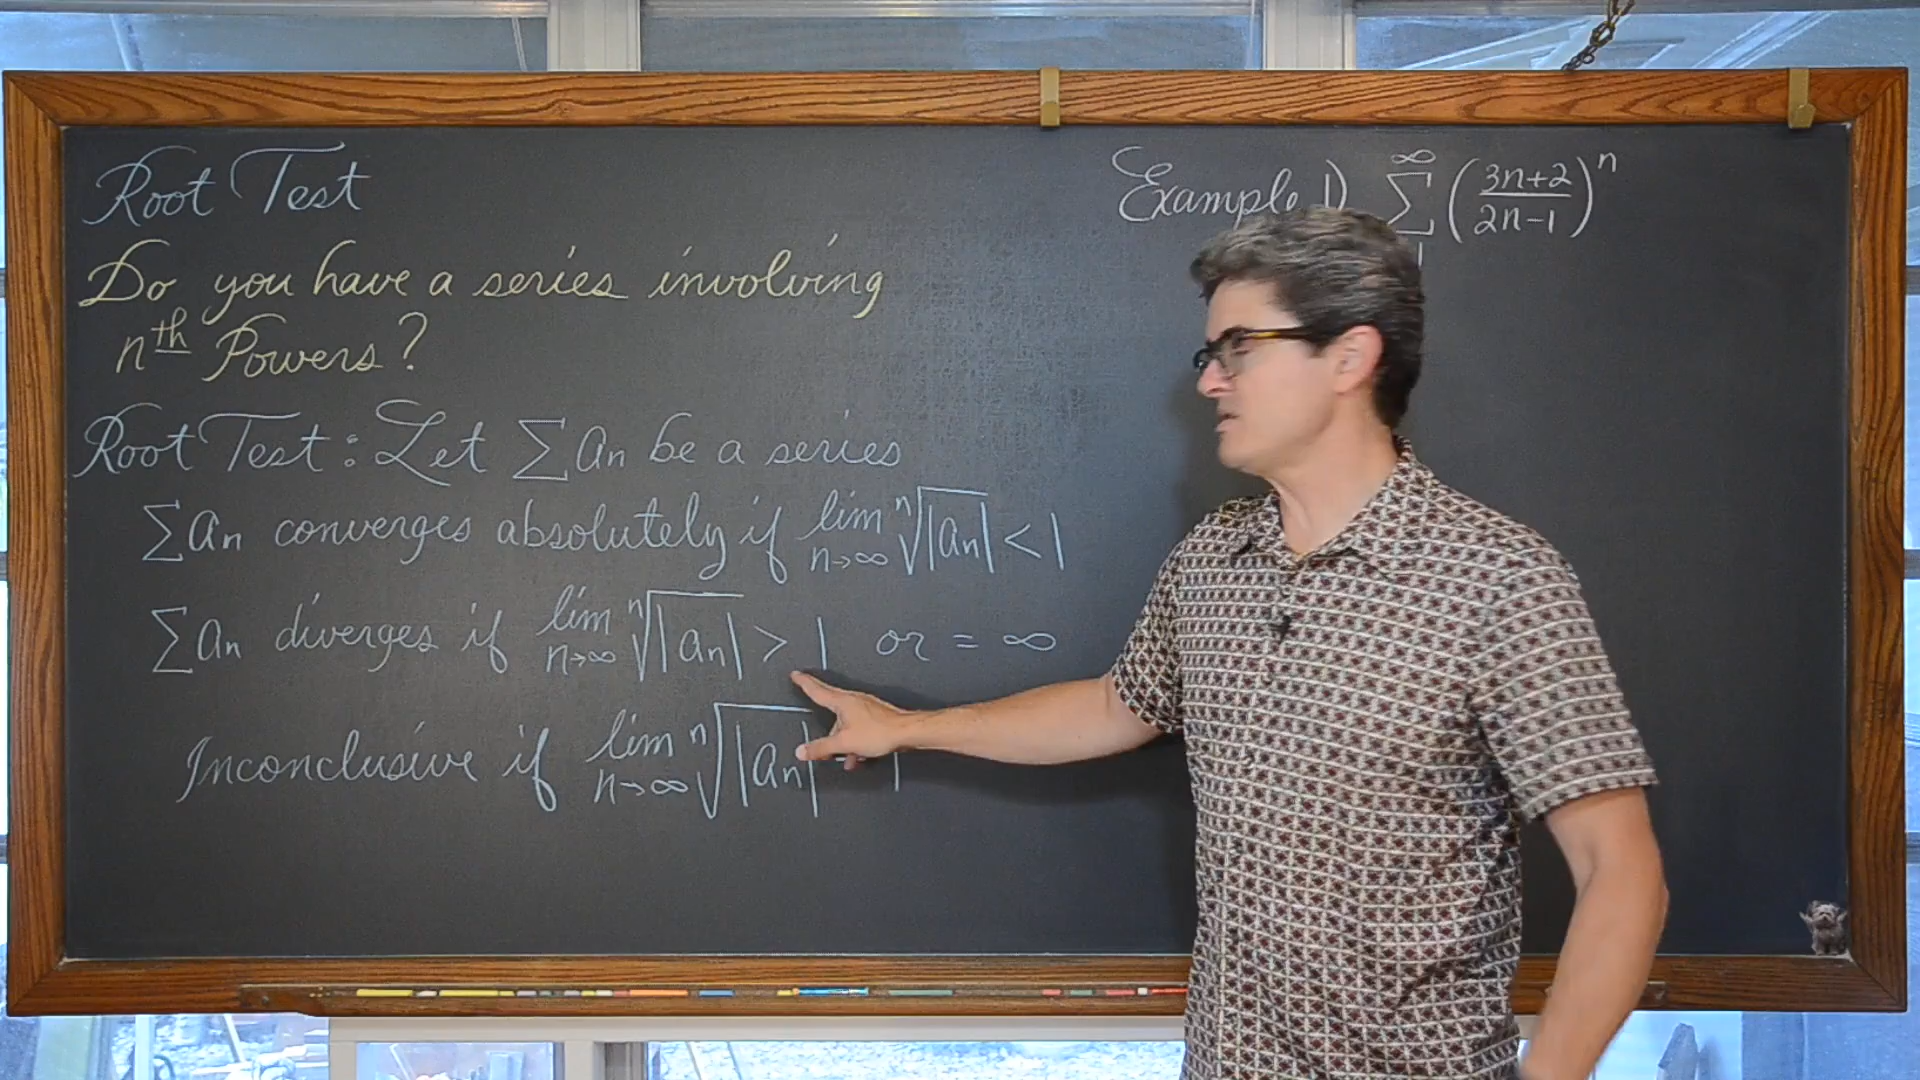 Root Test
Do you have a series involving
nth Powers?
Root Test: Let ∑an be a series
∑an converges absolutely if lim n→∞ ⁿ√|an| < 1
∑an diverges if lim n→∞ ⁿ√|an| > 1 or = ∞
Inconclusive if lim n→∞ ⁿ√|an| = 1
Example 1) ∞ ∑ 1 ((3n+2)/(2n-1))ⁿ